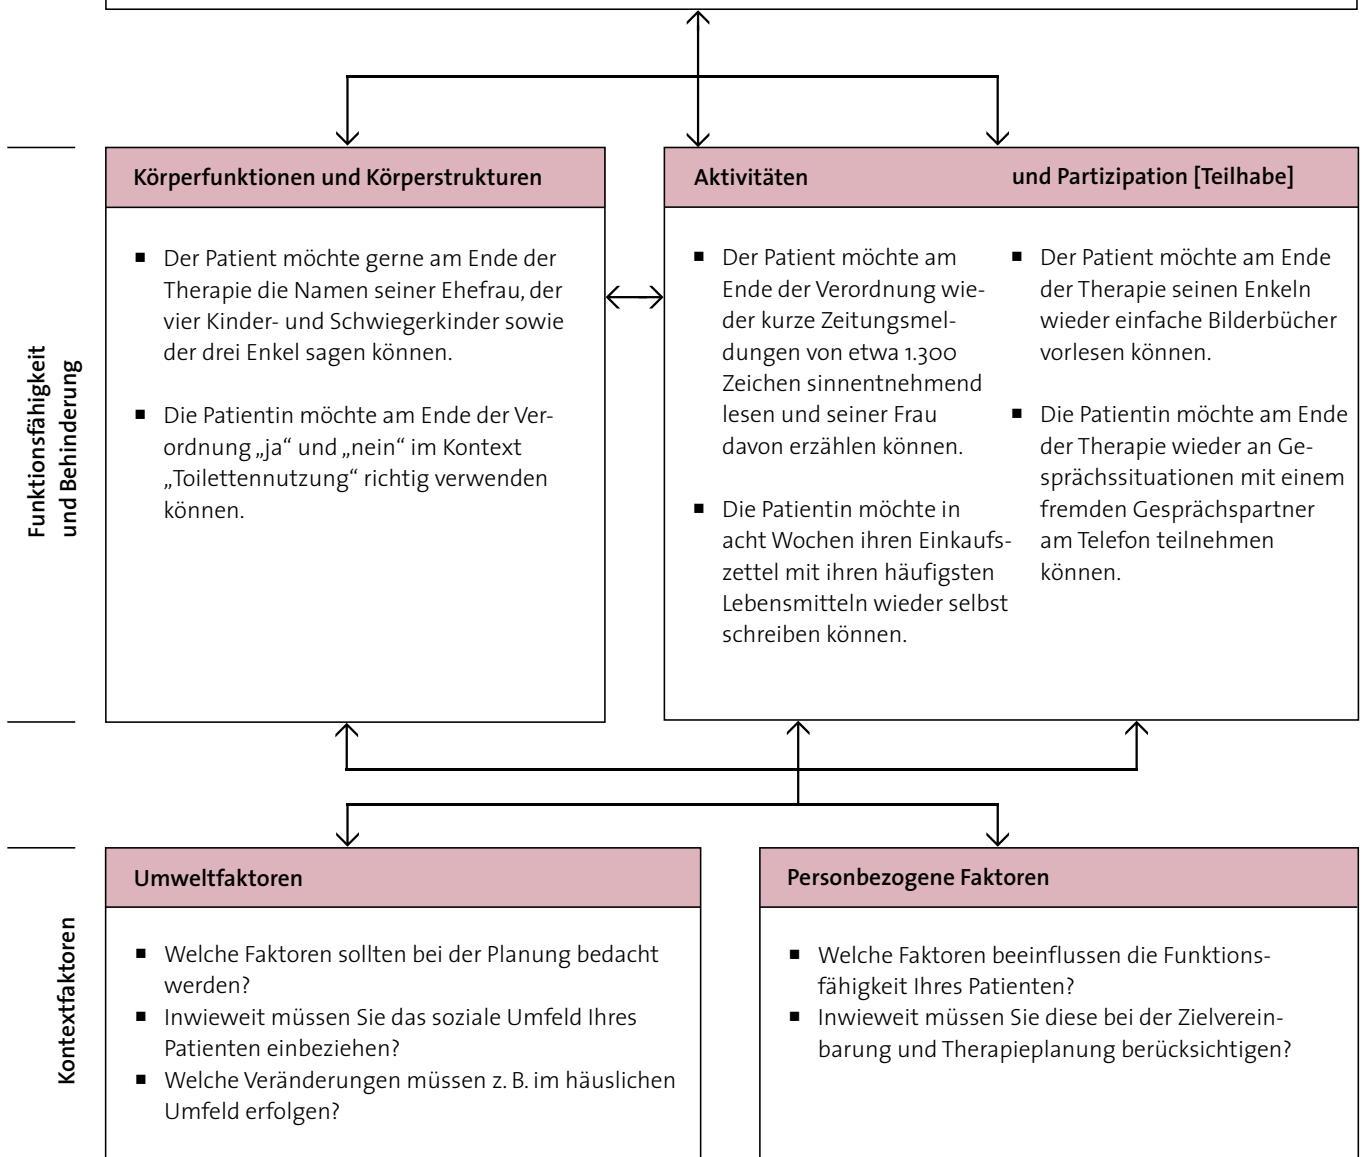 Funktionsfähigkeit
und Behinderung
Körperfunktionen und Körperstrukturen
■ Der Patient möchte gerne am Ende der
Therapie die Namen seiner Ehefrau, der
vier Kinder- und Schwiegerkinder sowie
der drei Enkel sagen können.
■ Die Patientin möchte am Ende der Ver-
ordnung „ja“ und „nein“ im Kontext
„Toilettennutzung“ richtig verwenden
können.
Aktivitäten
■ Der Patient möchte am
Ende der Verordnung wie-
der kurze Zeitungsmel-
dungen von etwa 1.300
Zeichen sinnentnehmend
lesen und seiner Frau
davon erzählen können.
■ Die Patientin möchte in
acht Wochen ihren Einkaufs-
zettel mit ihren häufigsten
Lebensmitteln wieder selbst
schreiben können.
und Partizipation [Teilhabe]
■ Der Patient möchte am Ende
der Therapie seinen Enkeln
wieder einfache Bilderbücher
vorlesen können.
■ Die Patientin möchte am Ende
der Therapie wieder an Ge-
sprächssituationen mit einem
fremden Gesprächspartner
am Telefon teilnehmen
können.
Kontextfaktoren
Umweltfaktoren
■ Welche Faktoren sollten bei der Planung bedacht
werden?
■ Inwieweit müssen Sie das soziale Umfeld Ihres
Patienten einbeziehen?
■ Welche Veränderungen müssen z. B. im häuslichen
Umfeld erfolgen?
Personbezogene Faktoren
■ Welche Faktoren beeinflussen die Funktions-
fähigkeit Ihres Patienten?
■ Inwieweit müssen Sie diese bei der Zielverein-
barung und Therapieplanung berücksichtigen?